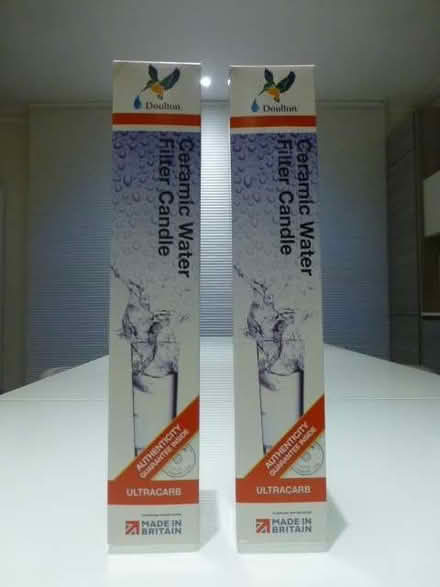 Doulton
Ceramic Water
Filter Candle
AUTHENTICITY
GUARANTEE INSIDE
ULTRACARB
MADE IN
BRITAIN
Doulton
Ceramic Water
Filter Candle
AUTHENTICITY
GUARANTEE INSIDE
ULTRACARB
MADE IN
BRITAIN